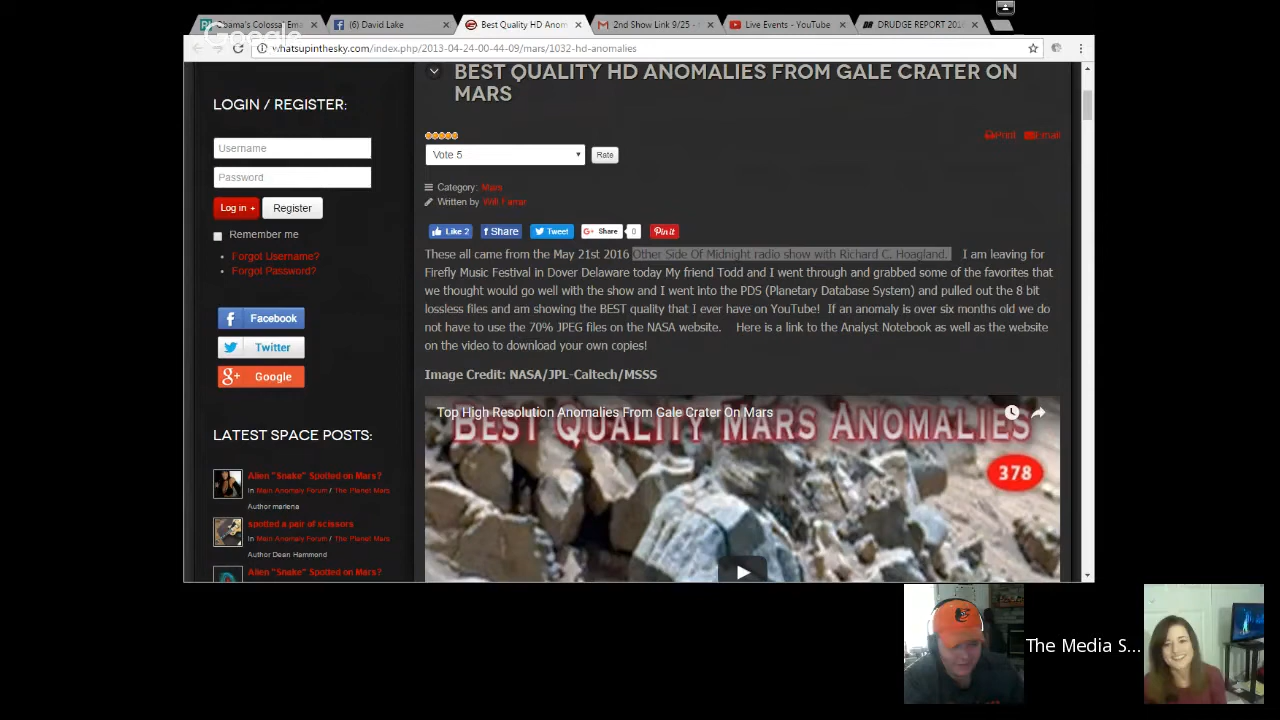 Obama's Colossal Ema
(6) David Lake
Best Quality HD Anom
2nd Show Link 9/25 -
Live Events - YouTube
DRUDGE REPORT 201
Google
whatsupinthesky.com/index.php/2013-04-24-00-44-09/mars/1032-hd-anomalies
LOGIN / REGISTER:
Username
Password
Log in +
Register
Remember me
Forgot Username?
Forgot Password?
Facebook
Twitter
Google
LATEST SPACE POSTS:
Alien "Snake" Spotted on Mars?
In Main Anomaly Forum / The Planet Mars
Author marlena
spotted a pair of scissors
In Main Anomaly Forum / The Planet Mars
Author Dean Hammond
Alien "Snake" Spotted on Mars?
BEST QUALITY HD ANOMALIES FROM GALE CRATER ON
MARS
Print Email
Vote 5
Rate
Category: Mars
Written by Will Farrar
Like 2
Share
Tweet
G+ Share 0
Pin it
These all came from the May 21st 2016 Other Side Of Midnight radio show with Richard C. Hoagland. I am leaving for
Firefly Music Festival in Dover Delaware today My friend Todd and I went through and grabbed some of the favorites that
we thought would go well with the show and I went into the PDS (Planetary Database System) and pulled out the 8 bit
lossless files and am showing the BEST quality that I ever have on YouTube! If an anomaly is over six months old we do
not have to use the 70% JPEG files on the NASA website. Here is a link to the Analyst Notebook as well as the website
on the video to download your own copies!
Image Credit: NASA/JPL-Caltech/MSSS
Top High Resolution Anomalies From Gale Crater On Mars
BEST QUALITY MARS ANOMALIES
378
The Media S...